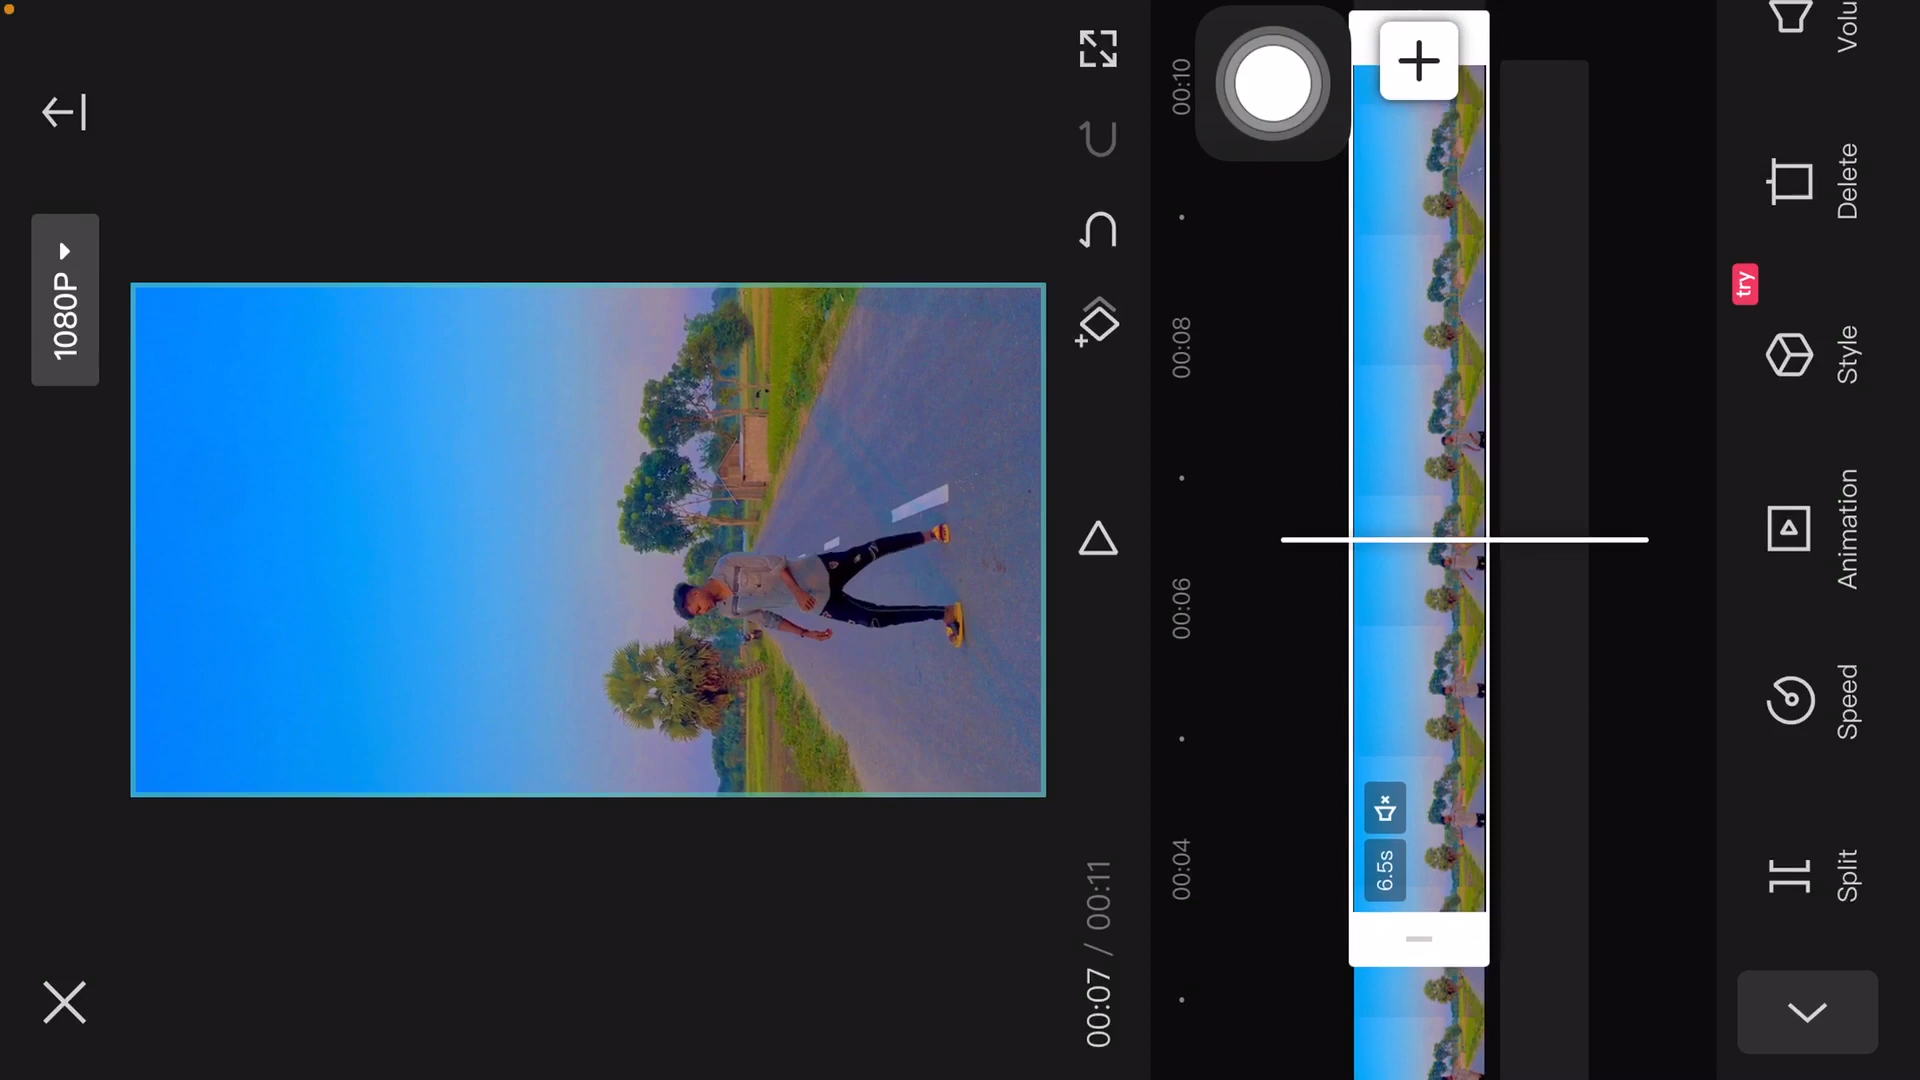 1080P
00:07 / 00:11
00:04
00:06
00:08
00:10
6.5s
Split
Speed
Animation
Style
try
Delete
Volu